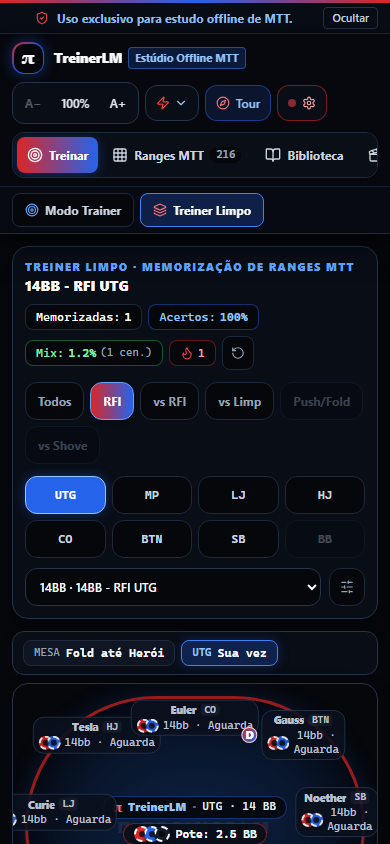 Uso exclusivo para estudo offline de MTT. Ocultar
π TreinerLM Estúdio Offline MTT
A− 100% A+ Tour
Treinar Ranges MTT 216 Biblioteca
Modo Trainer Treiner Limpo
TREINER LIMPO · MEMORIZAÇÃO DE RANGES MTT
14BB - RFI UTG
Memorizadas: 1 Acertos: 100%
Mix: 1.2% (1 cen.) 1
Todos RFI vs RFI vs Limp Push/Fold
vs Shove
UTG MP LJ HJ
CO BTN SB BB
14BB · 14BB - RFI UTG
MESA Fold até Herói UTG Sua vez
Euler CO
14bb · Aguarda
Tesla HJ
14bb · Aguarda
D
Gauss BTN
14bb ·
Aguarda
Curie LJ
14bb · Aguarda
π TreinerLM · UTG · 14 BB
Noether SB
14bb ·
Aguarda
Pote: 2.5 BB